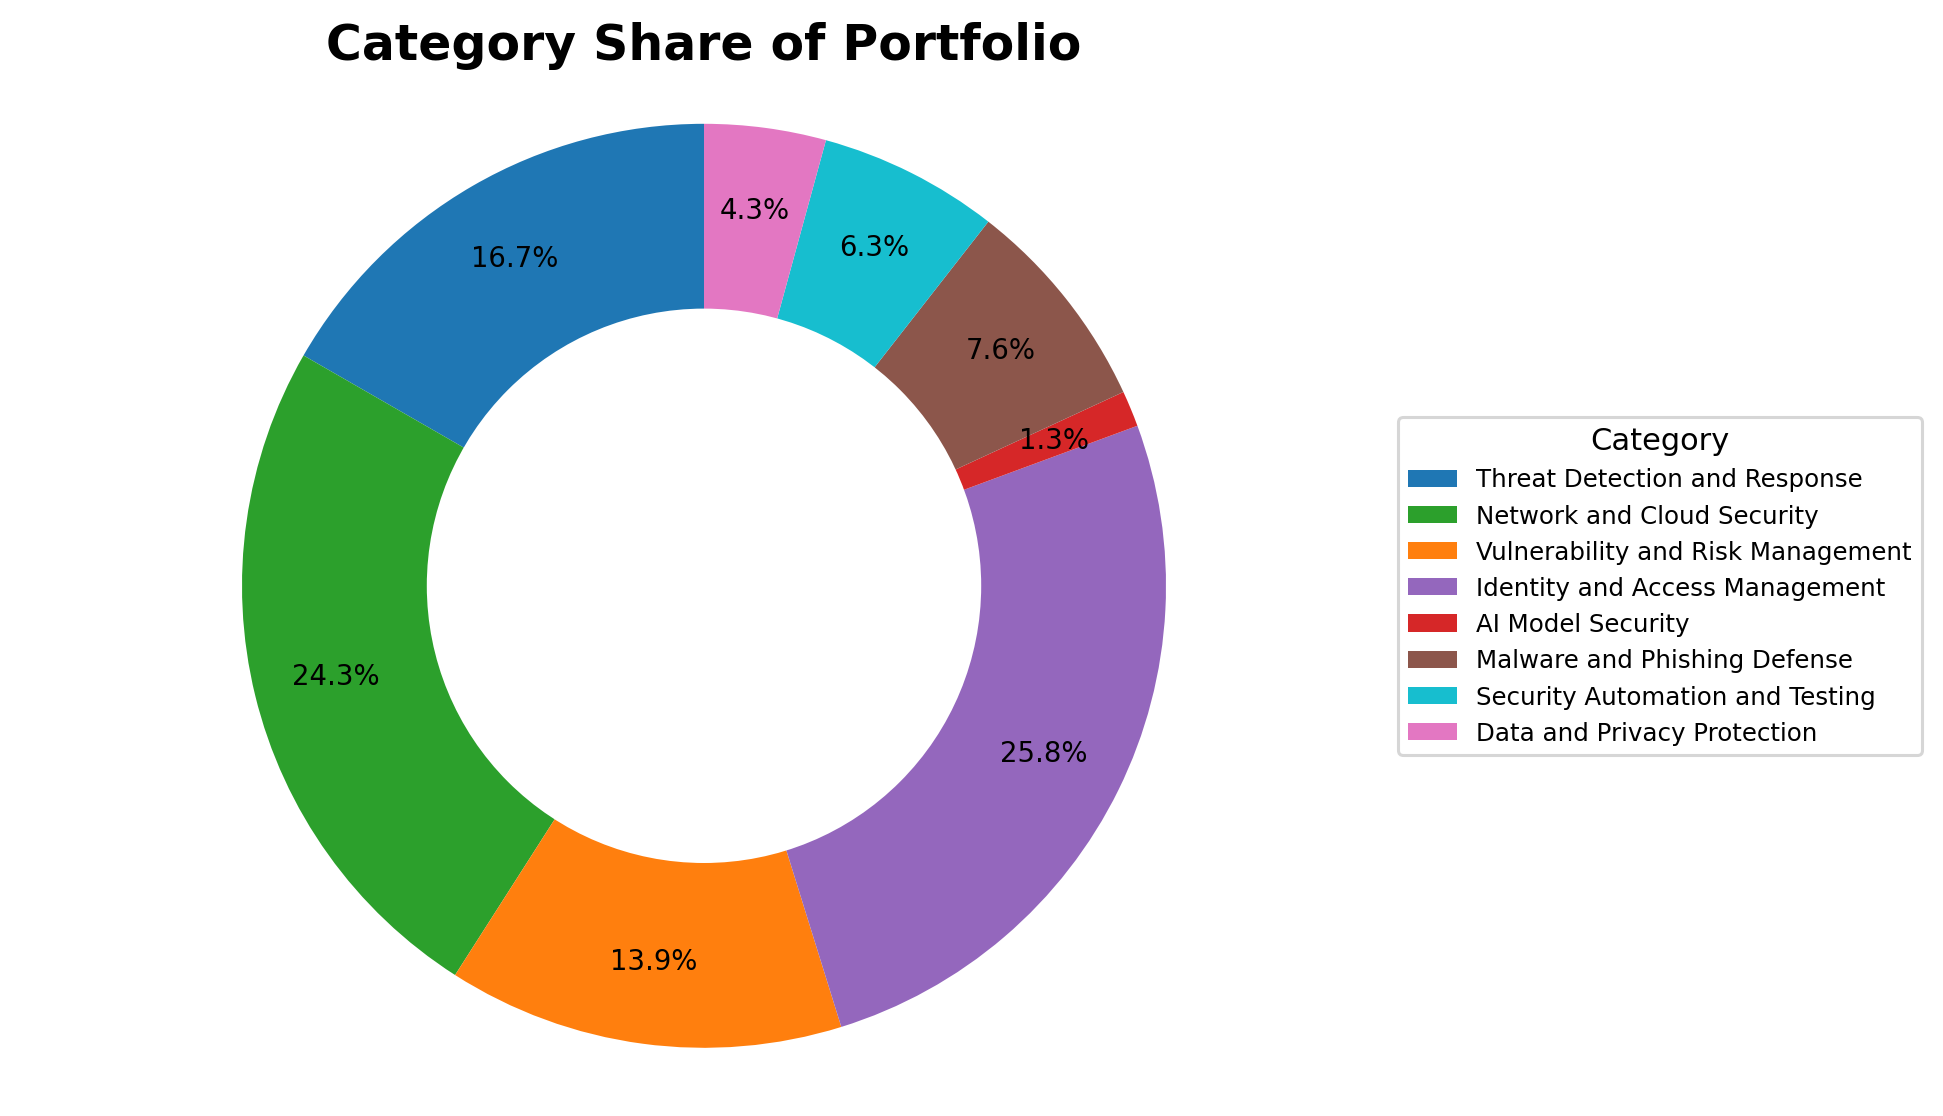 Category Share of Portfolio
4.3%
6.3%
16.7%
7.6%
1.3%
24.3%
25.8%
13.9%
Category
Threat Detection and Response
Network and Cloud Security
Vulnerability and Risk Management
Identity and Access Management
AI Model Security
Malware and Phishing Defense
Security Automation and Testing
Data and Privacy Protection